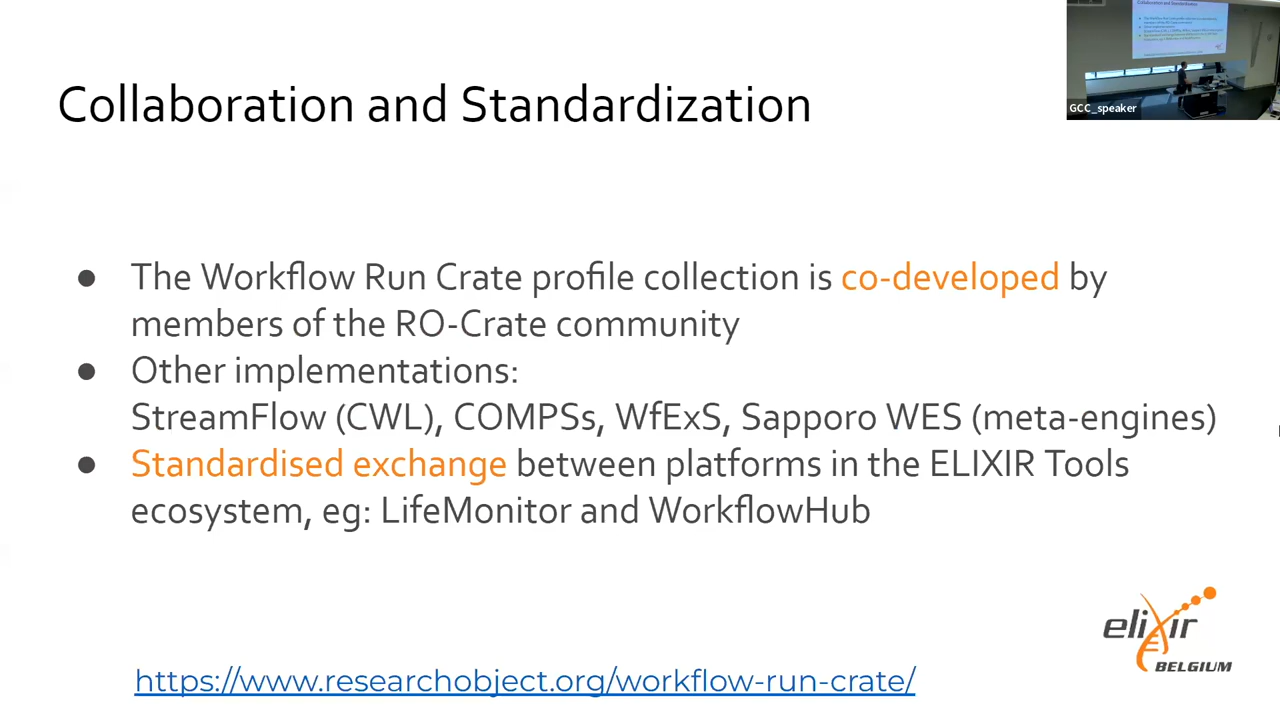 Collaboration and Standardization
GCC_speaker
● The Workflow Run Crate profile collection is co-developed by
members of the RO-Crate community
● Other implementations:
StreamFlow (CWL), COMPSs, WfExS, Sapporo WES (meta-engines)
● Standardised exchange between platforms in the ELIXIR Tools
ecosystem, eg: LifeMonitor and WorkflowHub
elixir
BELGIUM
https://www.researchobject.org/workflow-run-crate/